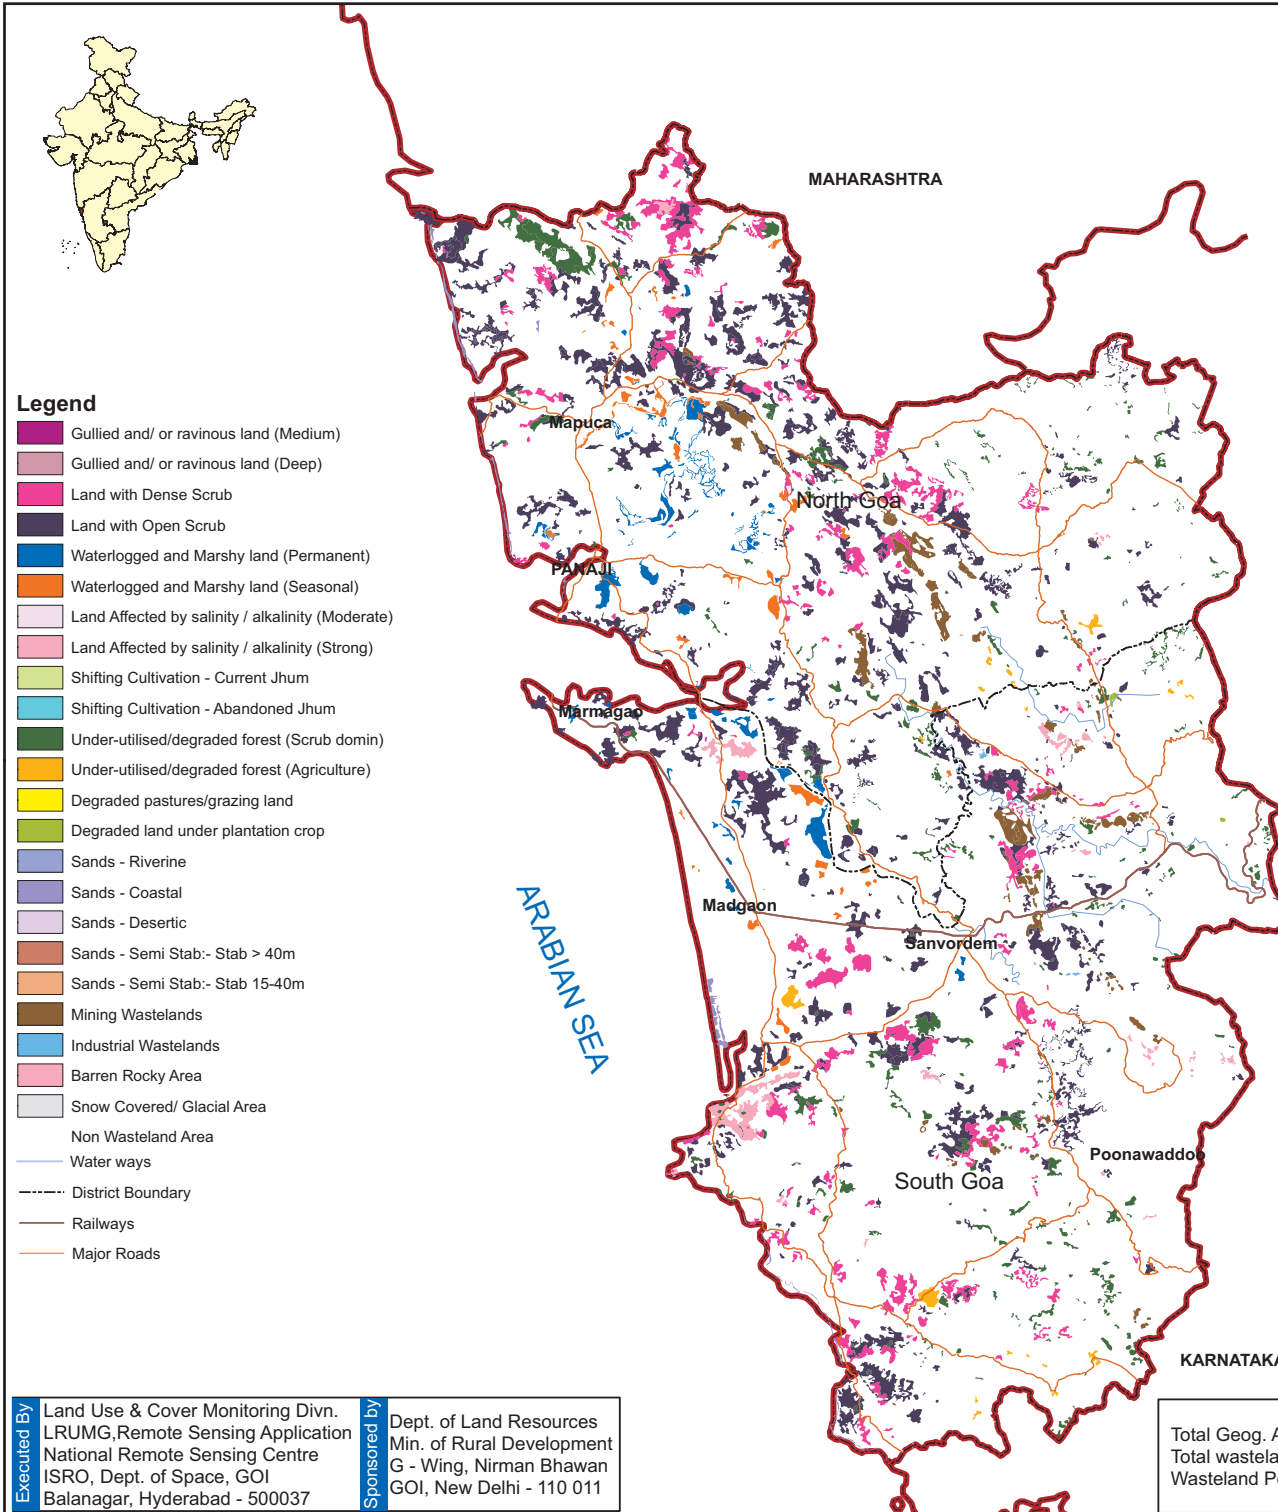 MAHARASHTRA
Legend
Gullied and/ or ravinous land (Medium)
Gullied and/ or ravinous land (Deep)
Land with Dense Scrub
Land with Open Scrub
Waterlogged and Marshy land (Permanent)
Waterlogged and Marshy land (Seasonal)
Land Affected by salinity / alkalinity (Moderate)
Land Affected by salinity / alkalinity (Strong)
Shifting Cultivation - Current Jhum
Shifting Cultivation - Abandoned Jhum
Under-utilised/degraded forest (Scrub domin)
Under-utilised/degraded forest (Agriculture)
Degraded pastures/grazing land
Degraded land under plantation crop
Sands - Riverine
Sands - Coastal
Sands - Desertic
Sands - Semi Stab:- Stab > 40m
Sands - Semi Stab:- Stab 15-40m
Mining Wastelands
Industrial Wastelands
Barren Rocky Area
Snow Covered/ Glacial Area
Non Wasteland Area
Water ways
District Boundary
Railways
Major Roads
Mapuca
North Goa
PANAJI
Marmagao
ARABIAN SEA
Madgaon
Sanvordem
Poonawaddoo
South Goa
KARNATAKA
Executed By
Land Use & Cover Monitoring Divn.
LRUMG,Remote Sensing Application
National Remote Sensing Centre
ISRO, Dept. of Space, GOI
Balanagar, Hyderabad - 500037
Sponsored by
Dept. of Land Resources
Min. of Rural Development
G - Wing, Nirman Bhawan
GOI, New Delhi - 110 011
Total Geog. A
Total wastela
Wasteland P